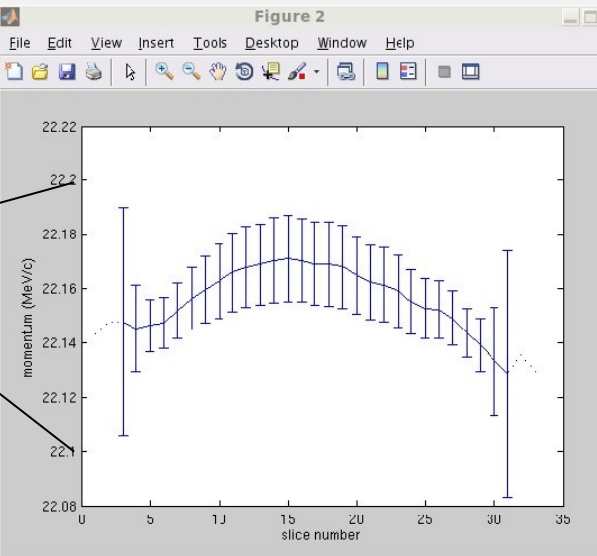 Figure 2
File Edit View Insert Tools Desktop Window Help
22.22
22.2
22.18
22.16
22.14
22.12
22.1
22.08
momentum (MeV/c)
0 5 10 15 20 25 30 35
slice number